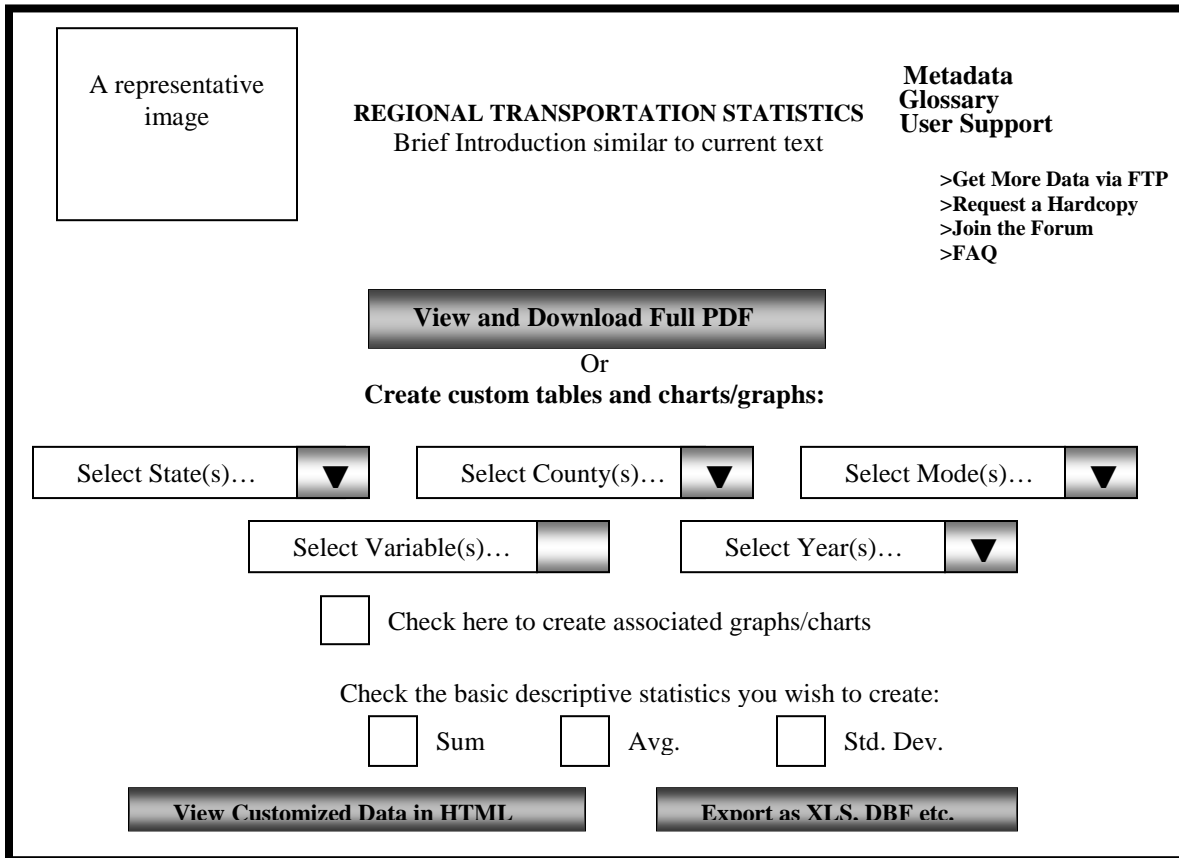 A representative
image
REGIONAL TRANSPORTATION STATISTICS
Brief Introduction similar to current text
Metadata
Glossary
User Support
>Get More Data via FTP
>Request a Hardcopy
>Join the Forum
>FAQ
View and Download Full PDF
Or
Create custom tables and charts/graphs:
Select State(s)…
Select County(s)…
Select Mode(s)…
Select Variable(s)…
Select Year(s)…
Check here to create associated graphs/charts
Check the basic descriptive statistics you wish to create:
Sum
Avg.
Std. Dev.
View Customized Data in HTML
Export as XLS, DBF etc.